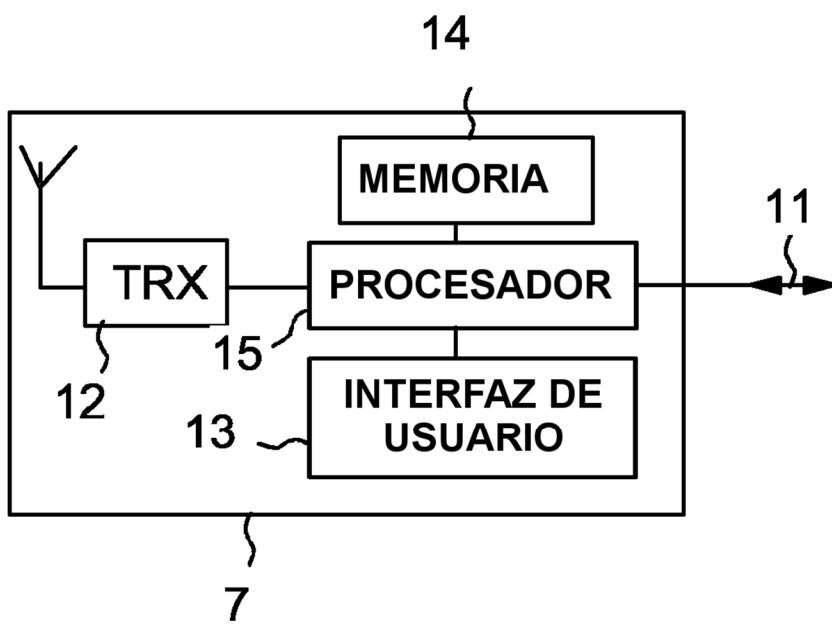 14
MEMORIA
11
TRX
PROCESADOR
15
12
INTERFAZ DE
USUARIO
13
7